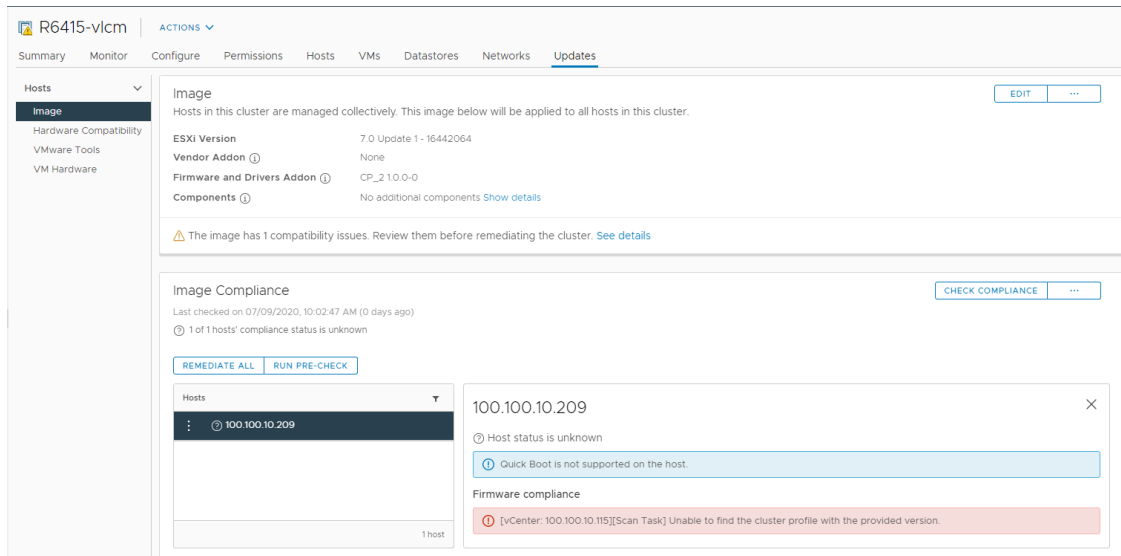 R6415-vlcm ACTIONS
Summary Monitor Configure Permissions Hosts VMs Datastores Networks Updates
Hosts
Image
Hardware Compatibility
VMware Tools
VM Hardware
Image
EDIT ...
Hosts in this cluster are managed collectively. This image below will be applied to all hosts in this cluster.
ESXi Version 7.0 Update 1 - 16442064
Vendor Addon None
Firmware and Drivers Addon CP_2 1.0.0-0
Components No additional components Show details
The image has 1 compatibility issues. Review them before remediating the cluster. See details
Image Compliance
CHECK COMPLIANCE ...
Last checked on 07/09/2020, 10:02:47 AM (0 days ago)
1 of 1 hosts' compliance status is unknown
REMEDIATE ALL RUN PRE-CHECK
Hosts
100.100.10.209
1 host
100.100.10.209
Host status is unknown
Quick Boot is not supported on the host.
Firmware compliance
[vCenter: 100.100.10.115][Scan Task] Unable to find the cluster profile with the provided version.